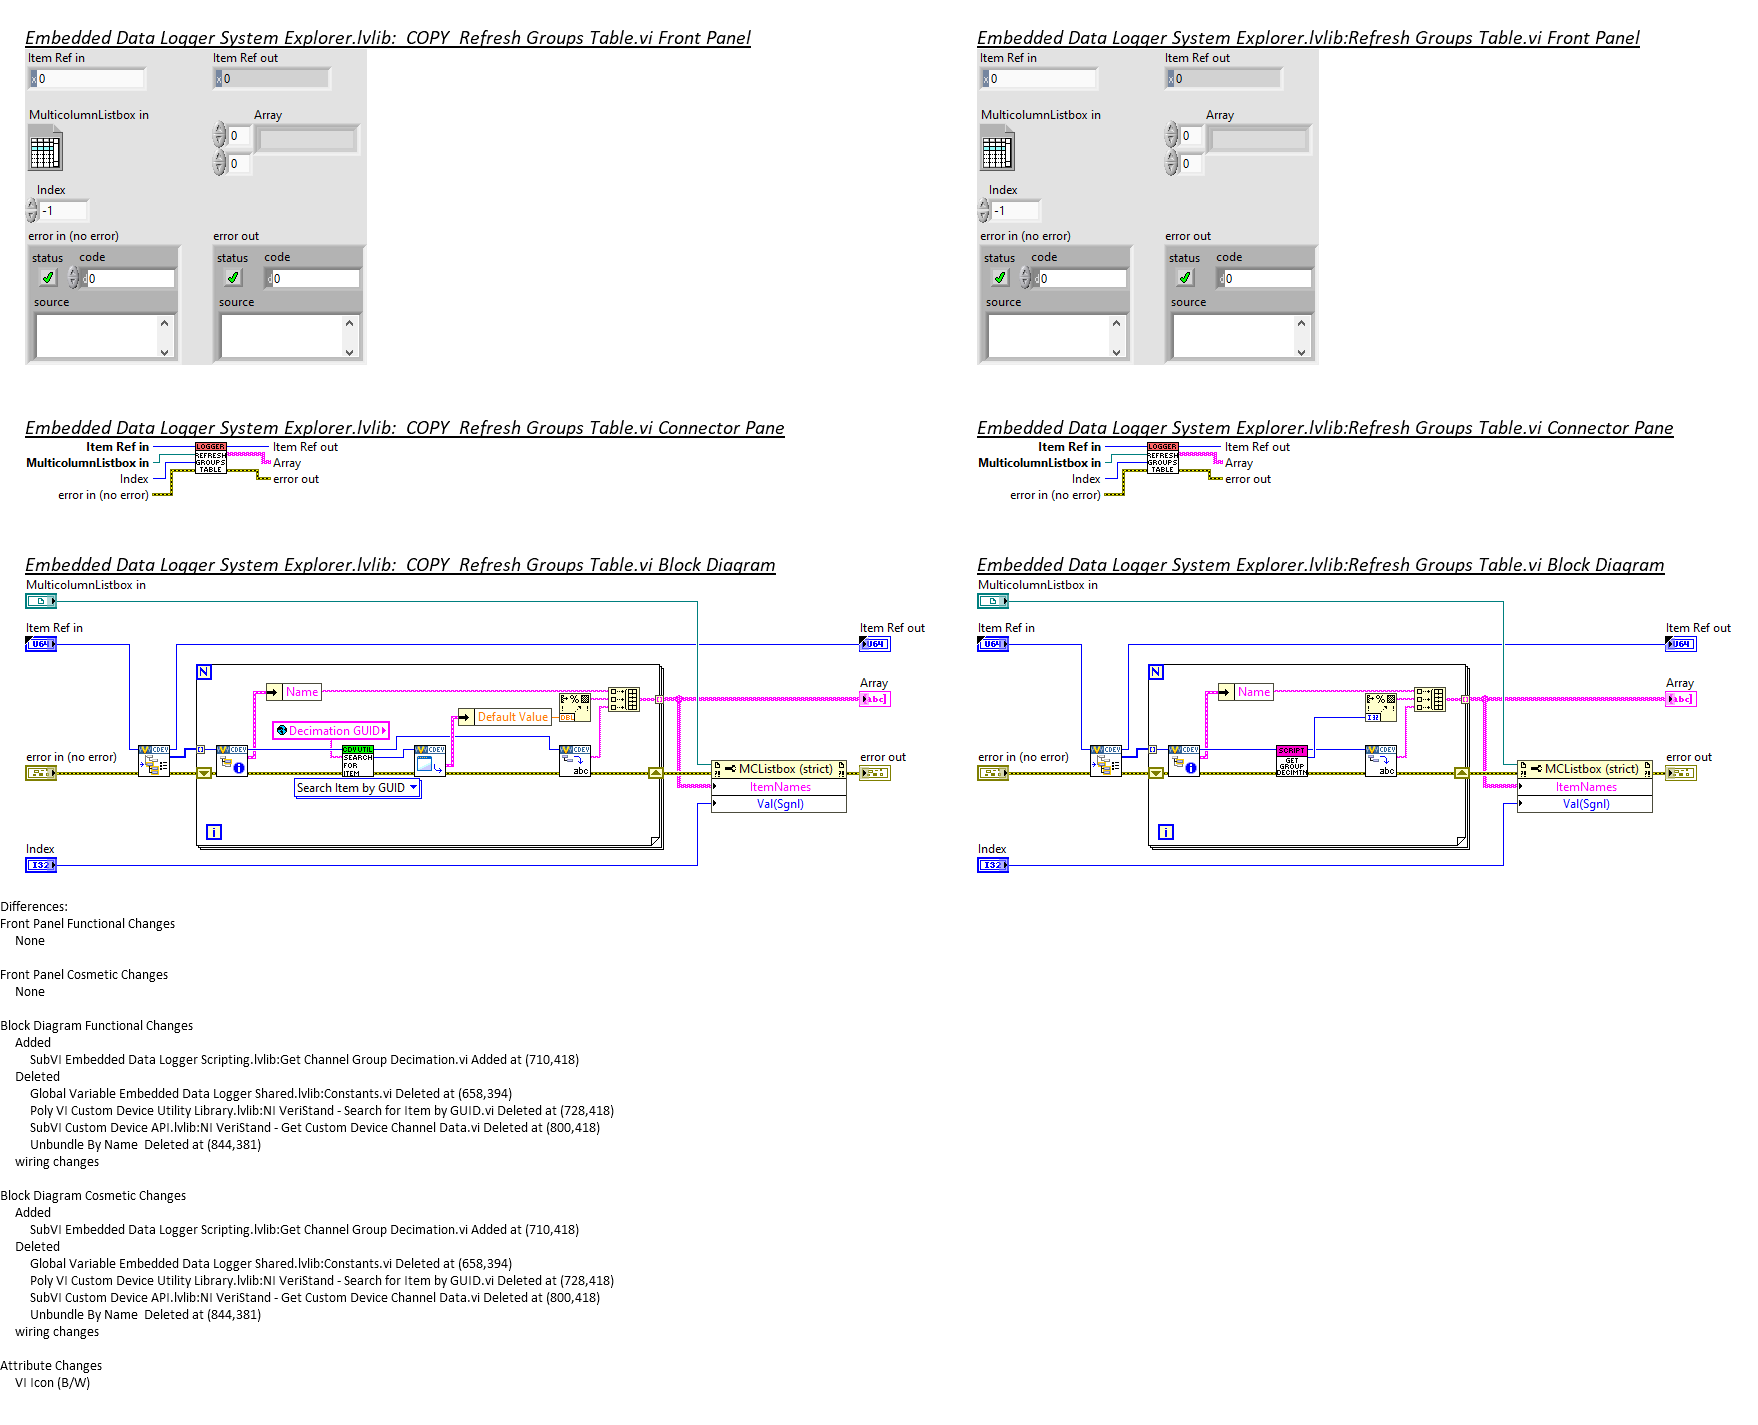 Embedded Data Logger System Explorer.lvlib:  COPY  Refresh Groups Table.vi Front Panel
Item Ref in
Item Ref out
0
0
MulticolumnListbox in
Array
0
0
Index
-1
error in (no error)
error out
status
code
status
code
0
0
source
source
Embedded Data Logger System Explorer.lvlib:Refresh Groups Table.vi Front Panel
Item Ref in
Item Ref out
0
0
MulticolumnListbox in
Array
0
0
Index
-1
error in (no error)
error out
status
code
status
code
0
0
source
source
Embedded Data Logger System Explorer.lvlib:  COPY  Refresh Groups Table.vi Connector Pane
Item Ref in
MulticolumnListbox in
Index
error in (no error)
LOGGER
REFRESH
GROUPS
TABLE
Item Ref out
Array
error out
Embedded Data Logger System Explorer.lvlib:Refresh Groups Table.vi Connector Pane
Item Ref in
MulticolumnListbox in
Index
error in (no error)
LOGGER
REFRESH
GROUPS
TABLE
Item Ref out
Array
error out
Embedded Data Logger System Explorer.lvlib:  COPY  Refresh Groups Table.vi Block Diagram
MulticolumnListbox in
Item Ref in
U64
Item Ref out
U64
N
Name
Array
abc
Default Value
DBL
Decimation GUID
error in (no error)
CDEV
CDEV
CDVUTIL
SEARCH
FOR
ITEM
CDEV
CDEV
abc
error out
MCListbox (strict)
ItemNames
Val(Sgnl)
Search Item by GUID
i
Index
I32
Embedded Data Logger System Explorer.lvlib:Refresh Groups Table.vi Block Diagram
MulticolumnListbox in
Item Ref in
U64
Item Ref out
U64
N
Name
Array
abc
I32
error in (no error)
CDEV
CDEV
SCRIPT
GET
GROUP
DECIMTN
CDEV
abc
error out
MCListbox (strict)
ItemNames
Val(Sgnl)
i
Index
I32
Differences:
Front Panel Functional Changes
None
Front Panel Cosmetic Changes
None
Block Diagram Functional Changes
Added
SubVI Embedded Data Logger Scripting.lvlib:Get Channel Group Decimation.vi Added at (710,418)
Deleted
Global Variable Embedded Data Logger Shared.lvlib:Constants.vi Deleted at (658,394)
Poly VI Custom Device Utility Library.lvlib:NI VeriStand - Search for Item by GUID.vi Deleted at (728,418)
SubVI Custom Device API.lvlib:NI VeriStand - Get Custom Device Channel Data.vi Deleted at (800,418)
Unbundle By Name  Deleted at (844,381)
wiring changes
Block Diagram Cosmetic Changes
Added
SubVI Embedded Data Logger Scripting.lvlib:Get Channel Group Decimation.vi Added at (710,418)
Deleted
Global Variable Embedded Data Logger Shared.lvlib:Constants.vi Deleted at (658,394)
Poly VI Custom Device Utility Library.lvlib:NI VeriStand - Search for Item by GUID.vi Deleted at (728,418)
SubVI Custom Device API.lvlib:NI VeriStand - Get Custom Device Channel Data.vi Deleted at (800,418)
Unbundle By Name  Deleted at (844,381)
wiring changes
Attribute Changes
VI Icon (B/W)